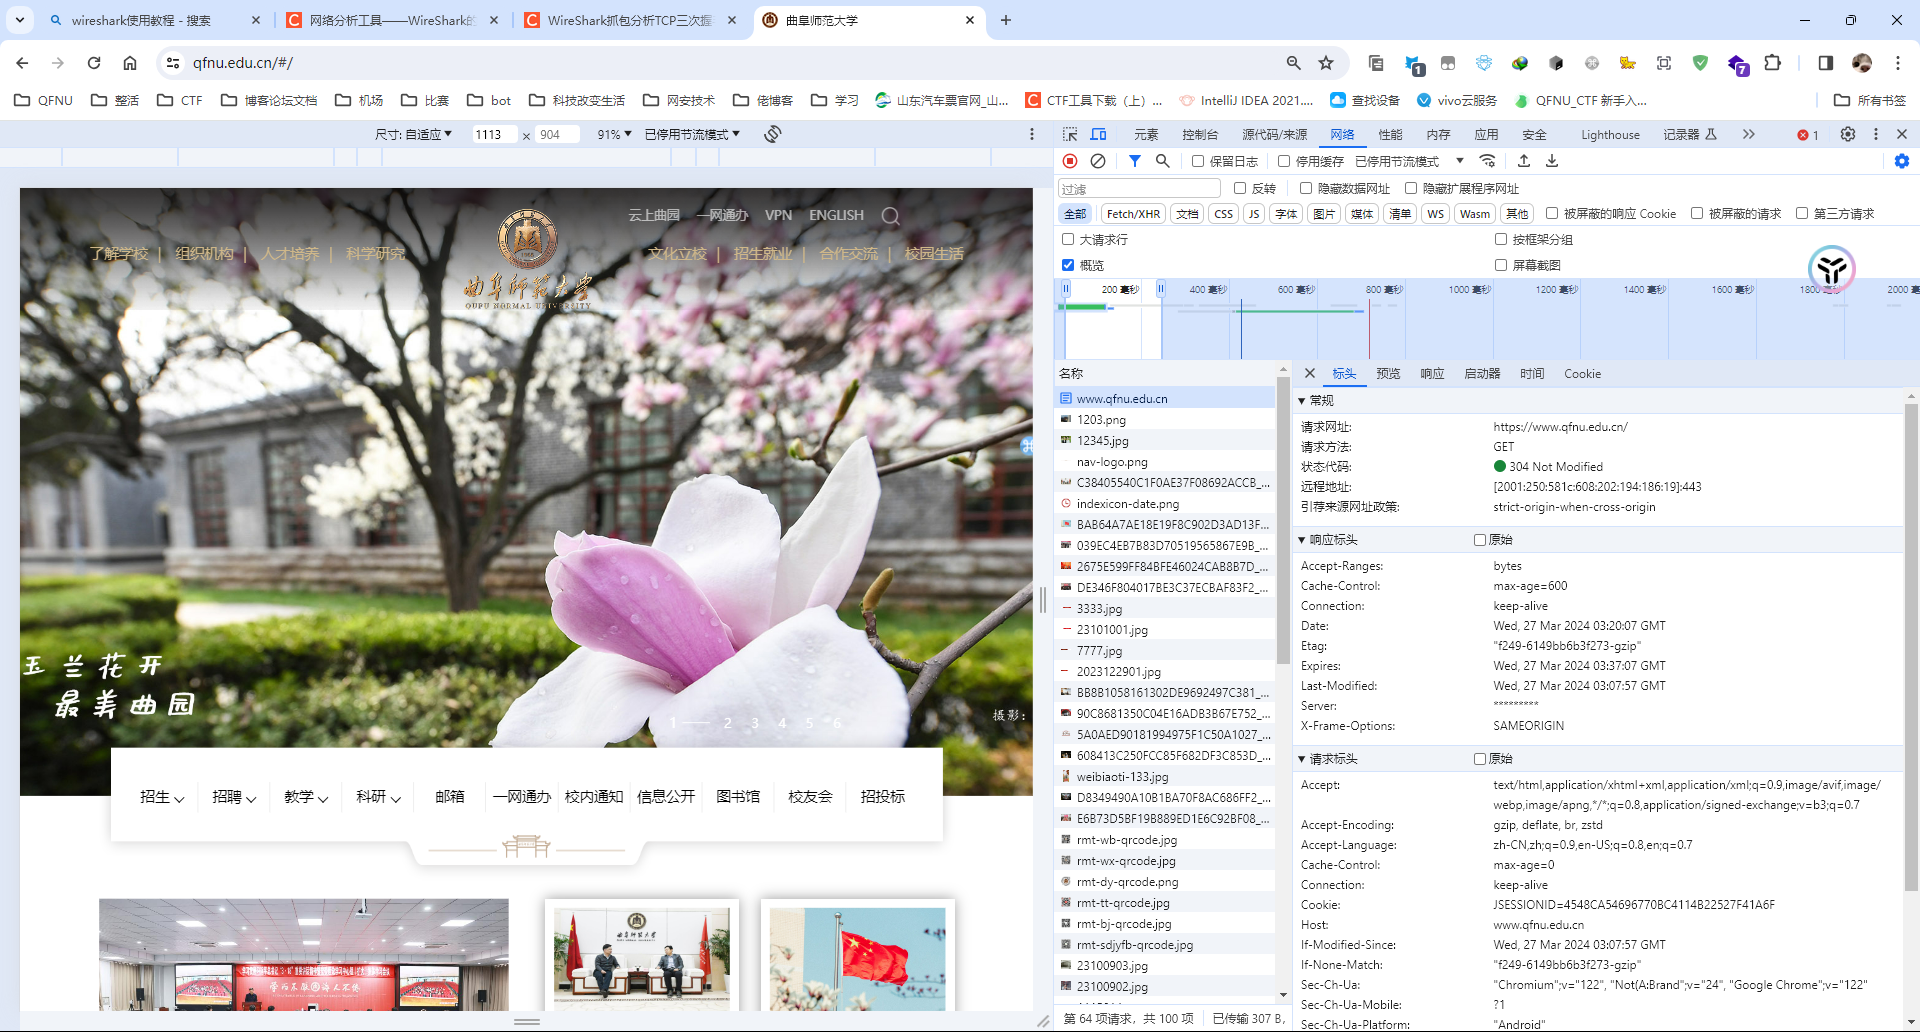 wireshark使用教程 - 搜索
网络分析工具——WireShark的
WireShark抓包分析TCP三次握
曲阜师范大学
qfnu.edu.cn/#/
1
7
QFNU
整活
CTF
博客论坛文档
机场
比赛
bot
科技改变生活
网安技术
佬博客
学习
山东汽车票官网_山...
CTF工具下载（上）...
IntelliJ IDEA 2021....
查找设备
vivo云服务
QFNU_CTF 新手入...
所有书签
尺寸: 自适应 1113 × 904 91% 已停用节流模式
元素 控制台 源代码/来源 网络 性能 内存 应用 安全 Lighthouse 记录器 1
保留日志 停用缓存 已停用节流模式
过滤 反转 隐藏数据网址 隐藏扩展程序网址
全部 Fetch/XHR 文档 CSS JS 字体 图片 媒体 清单 WS Wasm 其他 被屏蔽的响应 Cookie 被屏蔽的请求 第三方请求
大请求行 按框架分组
概览 屏幕截图
200 毫秒 400 毫秒 600 毫秒 800 毫秒 1000 毫秒 1200 毫秒 1400 毫秒 1600 毫秒 1800 毫秒 2000 毫
云上曲园 一网通办 VPN ENGLISH
了解学校 | 组织机构 | 人才培养 | 科学研究
文化立校 | 招生就业 | 合作交流 | 校园生活
曲阜师范大学
QUFU NORMAL UNIVERSITY
玉兰花开
最美曲园
1 2 3 4 5 6
摄影:
招生 招聘 教学 科研 邮箱 一网通办 校内通知 信息公开 图书馆 校友会 招投标
曲阜师范大学
名称
www.qfnu.edu.cn
1203.png
12345.jpg
nav-logo.png
C38405540C1F0AE37F08692ACCB_...
indexicon-date.png
BAB64A7AE18E19F8C902D3AD13F...
039EC4EB7B83D70519565867E9B_...
2675E599FF84BFE46024CAB8B7D_...
DE346F804017BE3C37ECBAF83F2_...
3333.jpg
23101001.jpg
7777.jpg
2023122901.jpg
BB8B1058161302DE9692497C381_...
90C8681350C04E16ADB3B67E752_...
5A0AED90181994975F1C50A1027_...
608413C250FCC85F682DF3C853D_...
weibiaoti-133.jpg
D8349490A10B1BA70F8AC686FF2_...
E6B73D5BF19B889ED1E6C92BF08_...
rmt-wb-qrcode.jpg
rmt-wx-qrcode.jpg
rmt-dy-qrcode.png
rmt-tt-qrcode.jpg
rmt-bj-qrcode.jpg
rmt-sdjyfb-qrcode.jpg
23100903.jpg
23100902.jpg
第 64 项请求，共 100 项 已传输 307 B，
标头 预览 响应 启动器 时间 Cookie
常规
请求网址: https://www.qfnu.edu.cn/
请求方法: GET
状态代码: 304 Not Modified
远程地址: [2001:250:581c:608:202:194:186:19]:443
引荐来源网址政策: strict-origin-when-cross-origin
响应标头 原始
Accept-Ranges: bytes
Cache-Control: max-age=600
Connection: keep-alive
Date: Wed, 27 Mar 2024 03:20:07 GMT
Etag: "f249-6149bb6b3f273-gzip"
Expires: Wed, 27 Mar 2024 03:37:07 GMT
Last-Modified: Wed, 27 Mar 2024 03:07:57 GMT
Server: *********
X-Frame-Options: SAMEORIGIN
请求标头 原始
Accept: text/html,application/xhtml+xml,application/xml;q=0.9,image/avif,image/
webp,image/apng,*/*;q=0.8,application/signed-exchange;v=b3;q=0.7
Accept-Encoding: gzip, deflate, br, zstd
Accept-Language: zh-CN,zh;q=0.9,en-US;q=0.8,en;q=0.7
Cache-Control: max-age=0
Connection: keep-alive
Cookie: JSESSIONID=4548CA54696770BC4114B22527F41A6F
Host: www.qfnu.edu.cn
If-Modified-Since: Wed, 27 Mar 2024 03:07:57 GMT
If-None-Match: "f249-6149bb6b3f273-gzip"
Sec-Ch-Ua: "Chromium";v="122", "Not(A:Brand";v="24", "Google Chrome";v="122"
Sec-Ch-Ua-Mobile: ?1
Sec-Ch-Ua-Platform: "Android"